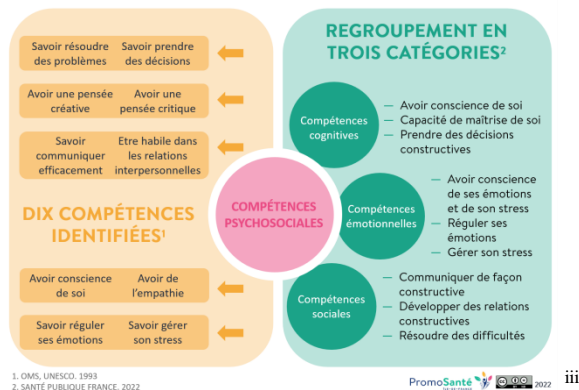 Savoir résoudre
des problèmes
Savoir prendre
des décisions
Avoir une pensée
créative
Avoir une
pensée critique
Savoir
communiquer
efficacement
Etre habile dans
les relations
interpersonnelles
DIX COMPÉTENCES
IDENTIFIÉES¹
Avoir conscience
de soi
Avoir de
l'empathie
Savoir réguler
ses émotions
Savoir gérer
son stress
COMPÉTENCES
PSYCHOSOCIALES
REGROUPEMENT EN
TROIS CATÉGORIES²
Compétences
cognitives
— Avoir conscience de soi
— Capacité de maîtrise de soi
— Prendre des décisions
constructives
Compétences
émotionnelles
— Avoir conscience
de ses émotions
et de son stress
— Réguler ses
émotions
— Gérer son stress
Compétences
sociales
— Communiquer de façon
constructive
— Développer des relations
constructives
— Résoudre des difficultés
1. OMS, UNESCO. 1993
2. SANTÉ PUBLIQUE FRANCE. 2022
PromoSanté
2022
iii